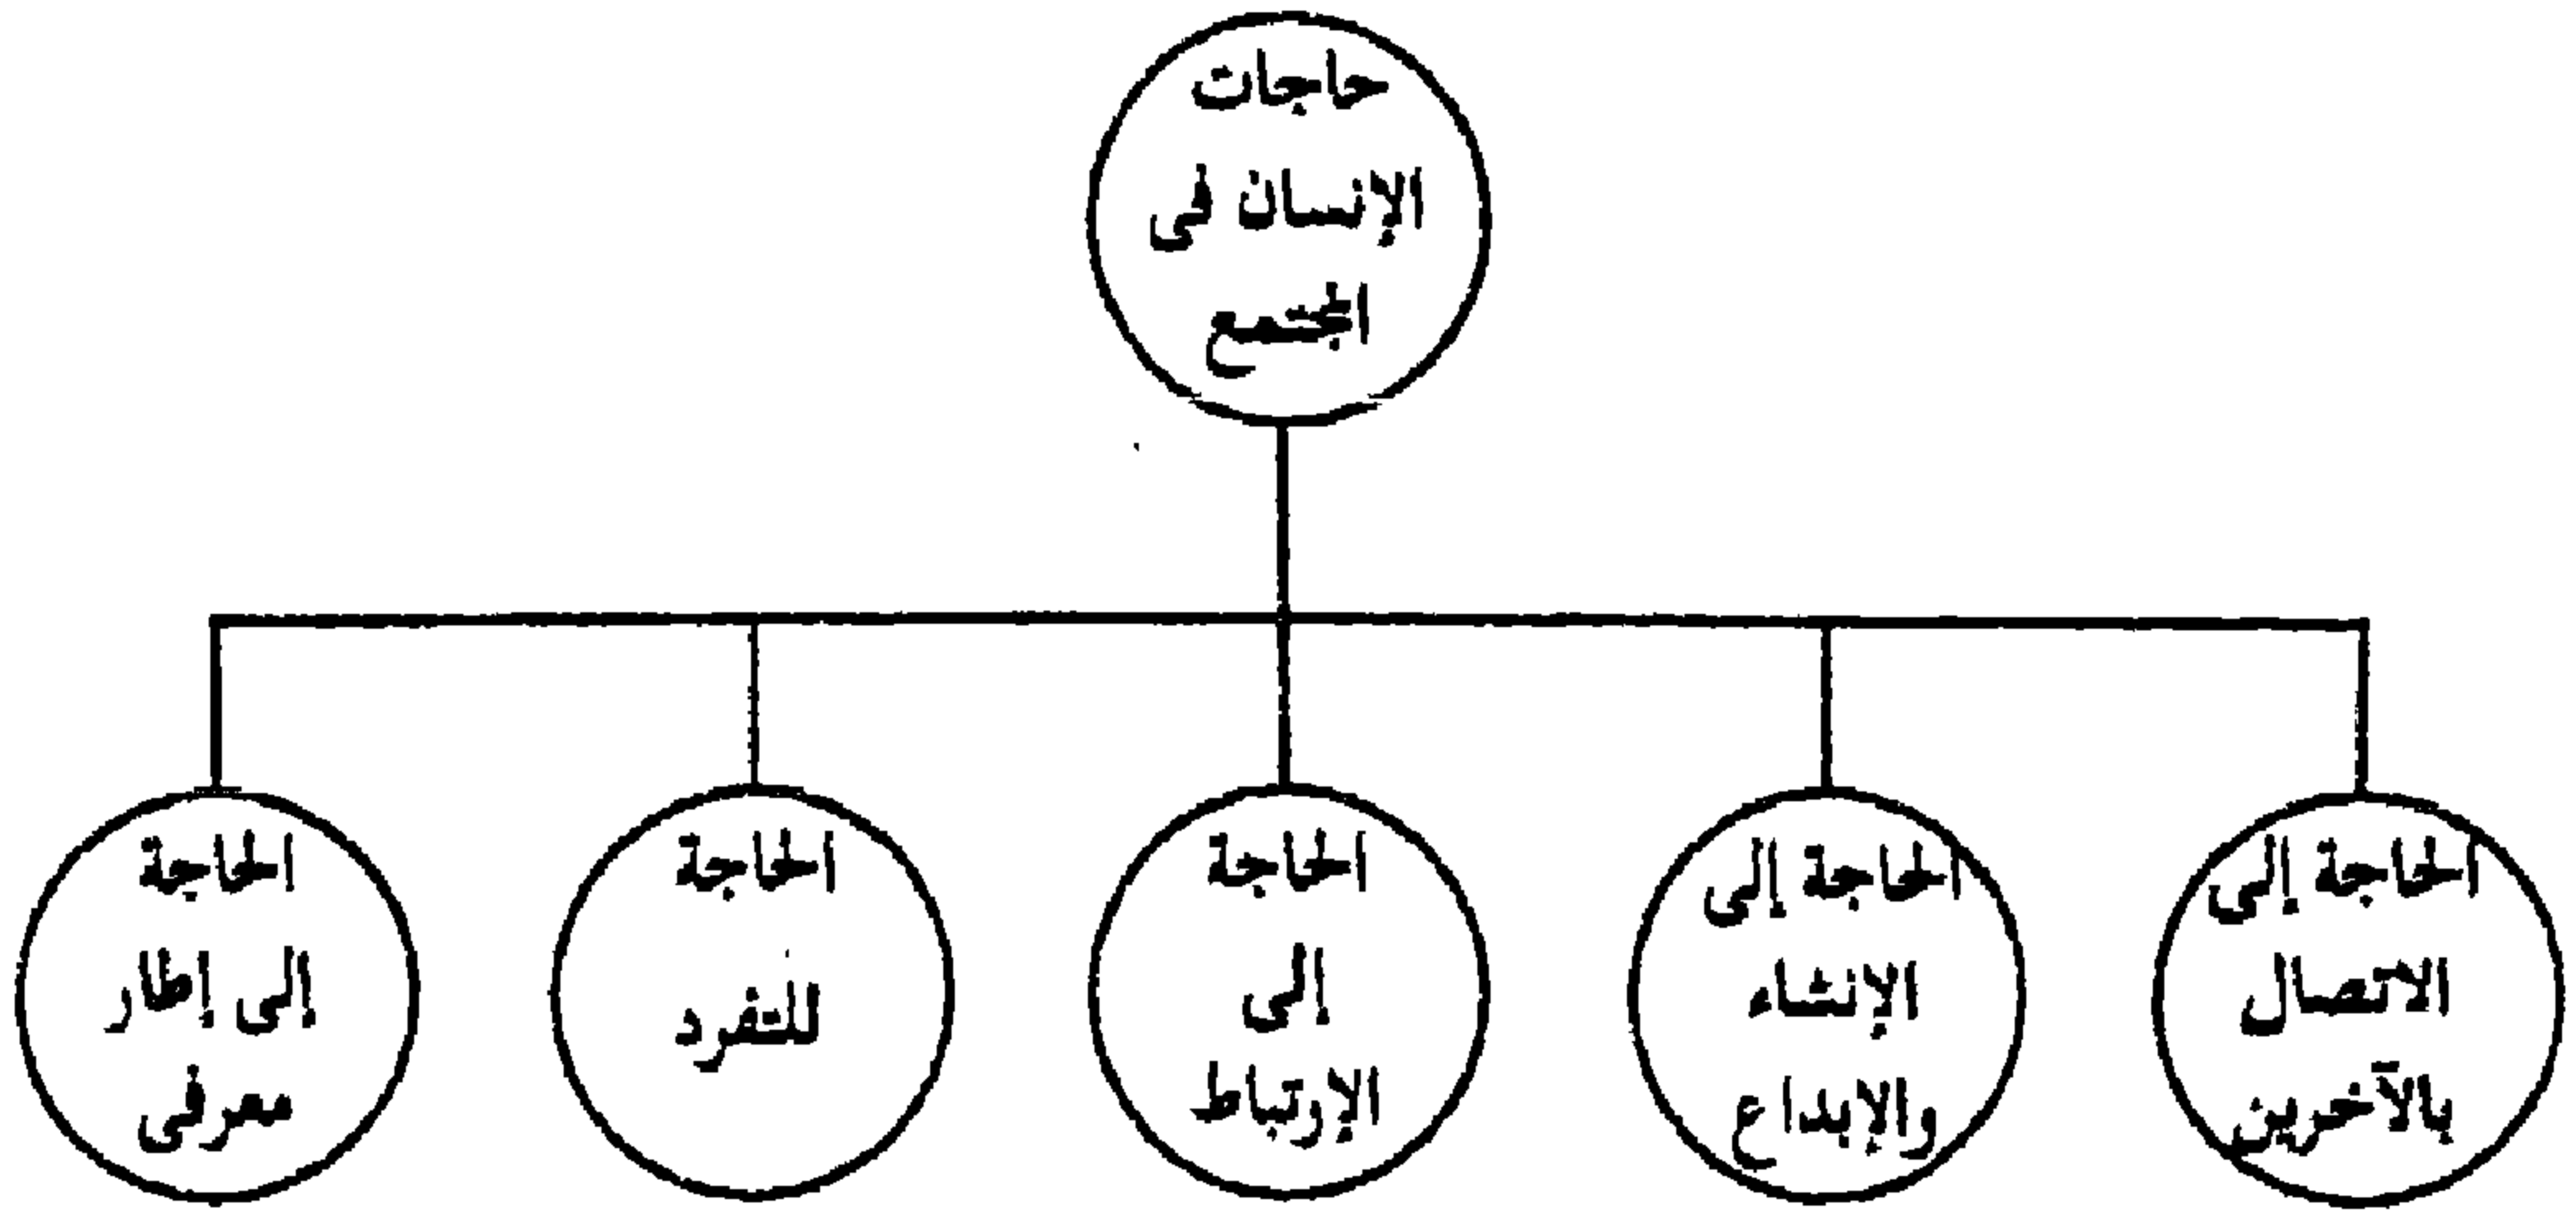 حاجات
الإنسان فى
المجتمع
الحاجة إلى
الاتصال
بالآخرين
الحاجة إلى
الإنشاء
والإبداع
الحاجة
إلى
الإرتباط
الحاجة
للتفرد
الحاجة
إلى إطار
معرفى